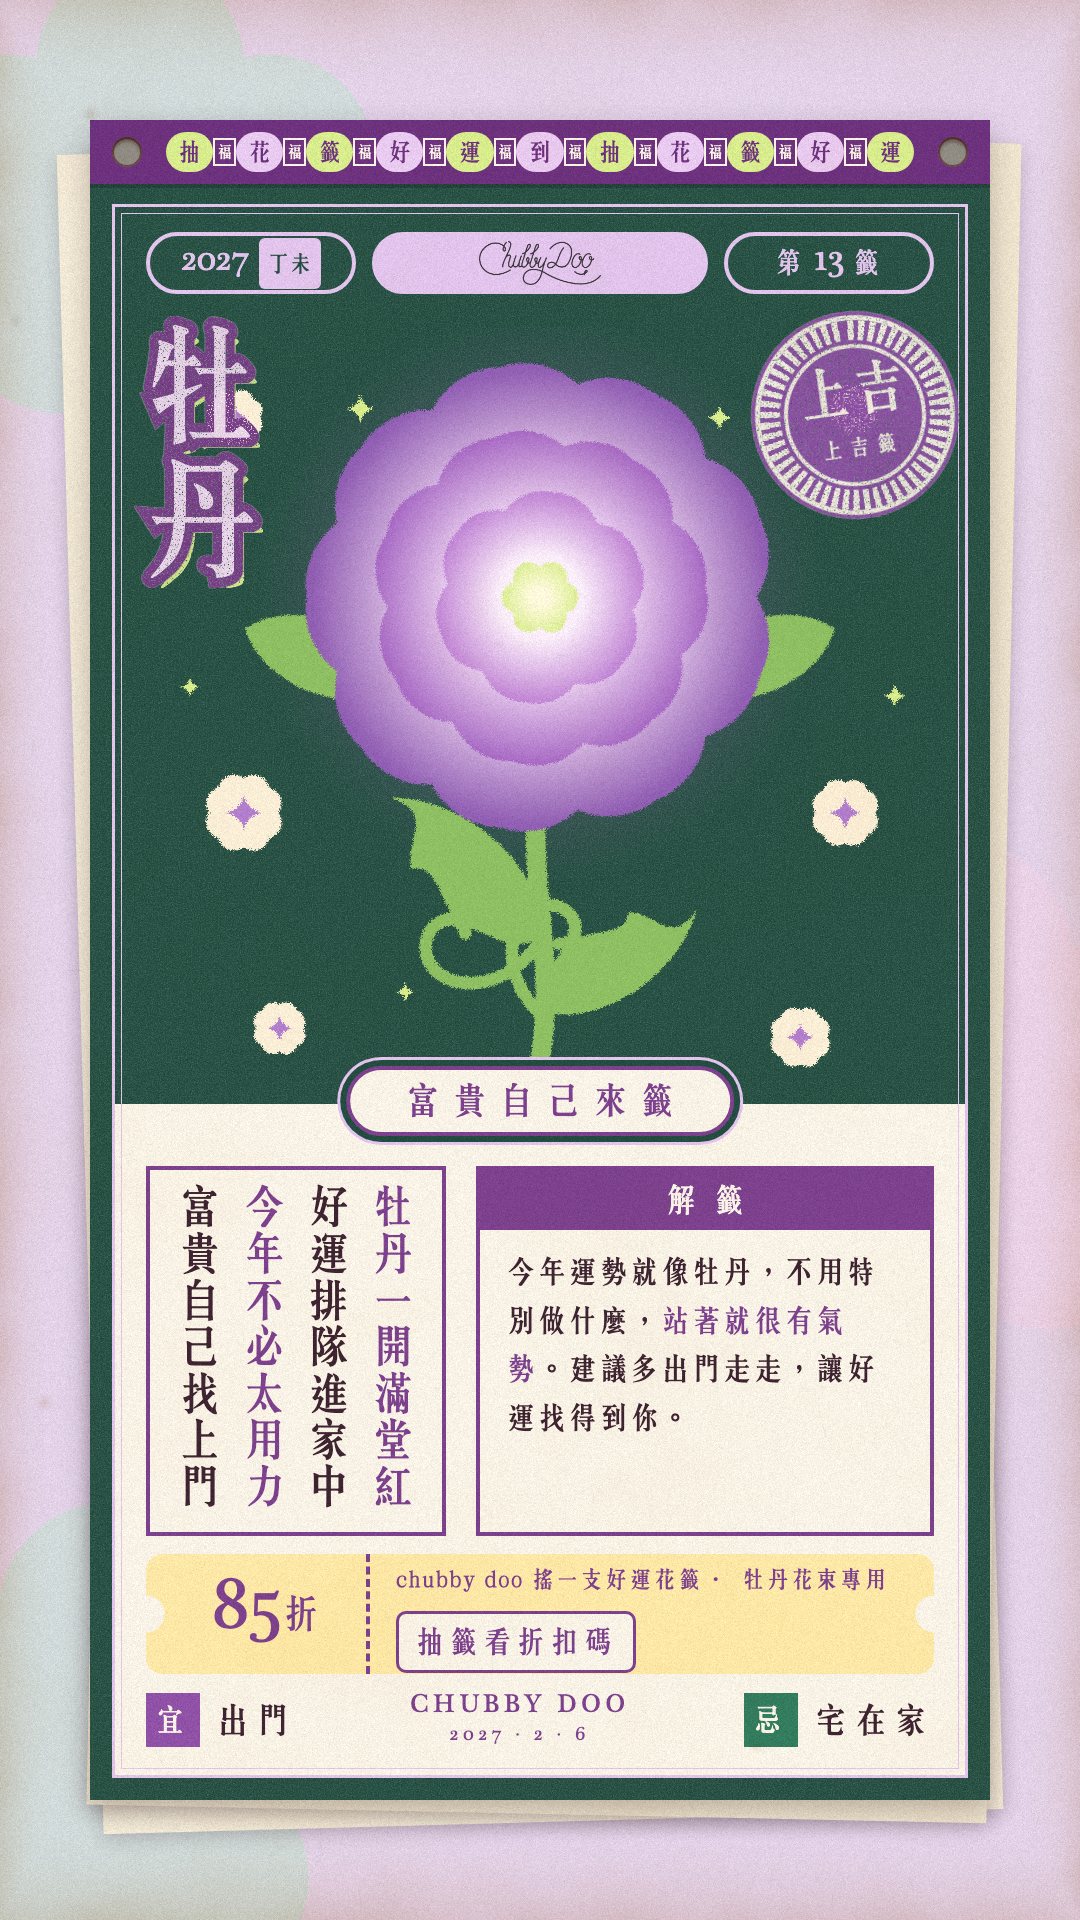 抽福花福籤福好福運福到福抽福花福籤福好福運
2027 丁未
Chubby Doo
第 13 籤
牡丹
上吉
上吉籤
富貴自己來籤
牡丹一開滿堂紅
好運排隊進家中
今年不必太用力
富貴自己找上門
解籤
今年運勢就像牡丹，不用特
別做什麼，站著就很有氣
勢。建議多出門走走，讓好
運找得到你。
85折
chubby doo 搖一支好運花籤・ 牡丹花束專用
抽籤看折扣碼
宜 出門
CHUBBY DOO
2027 · 2 · 6
忌 宅在家